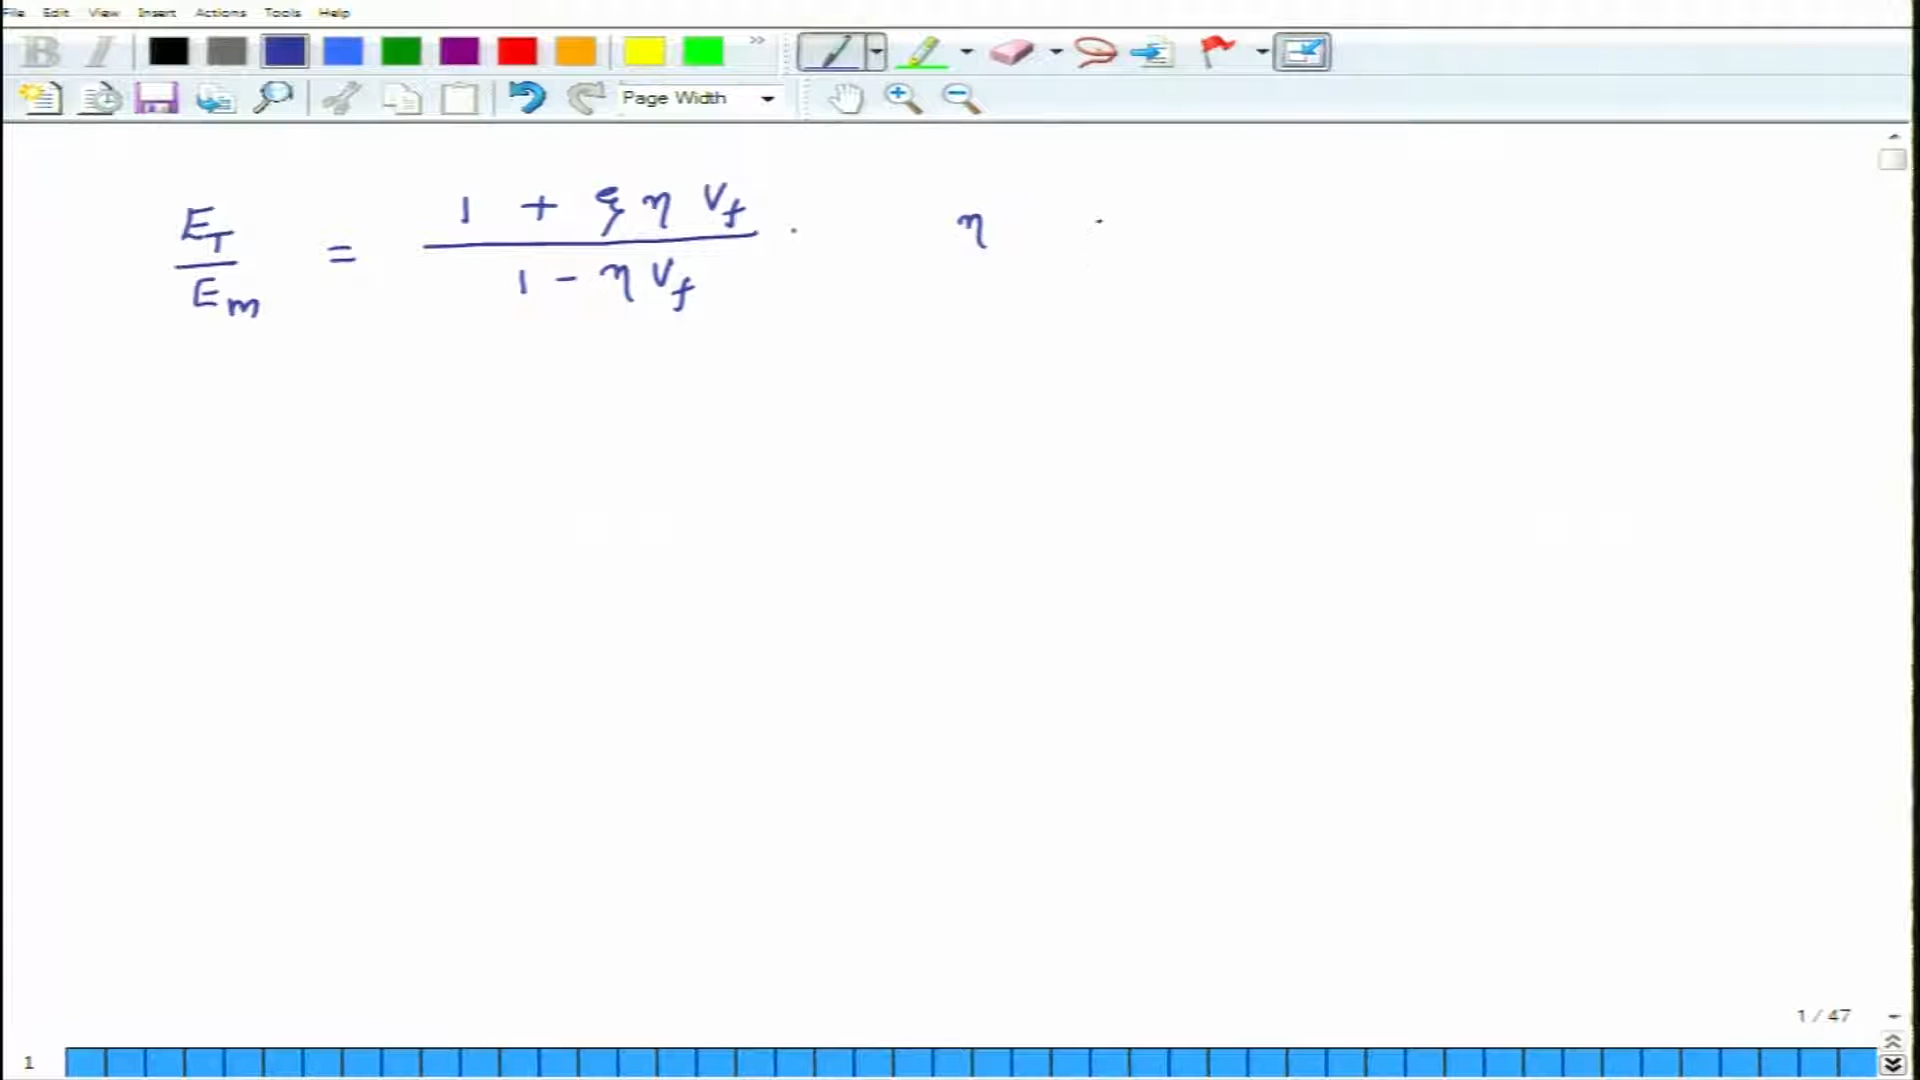 File Edit View Insert Actions Tools Help
B I
Page Width
E_T / E_m = (1 + ξ η V_f) / (1 - η V_f) . η
1 / 47
1